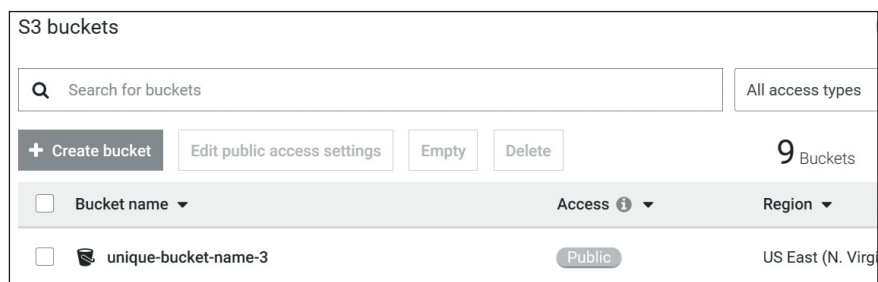 S3 buckets
Search for buckets
All access types
+ Create bucket
Edit public access settings
Empty
Delete
9 Buckets
Bucket name
Access
Region
unique-bucket-name-3
Public
US East (N. Virgi